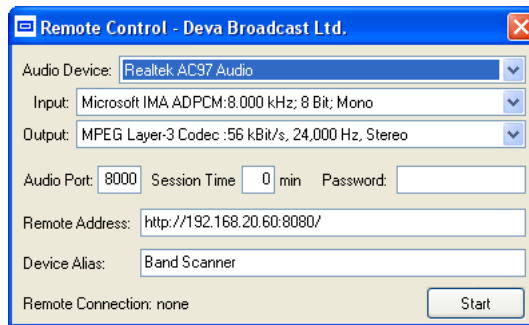 Remote Control - Deva Broadcast Ltd.
Audio Device: Realtek AC97 Audio
Input: Microsoft IMA ADPCM:8.000 kHz; 8 Bit; Mono
Output: MPEG Layer-3 Codec :56 kBit/s, 24,000 Hz, Stereo
Audio Port: 8000 Session Time 0 min Password:
Remote Address: http://192.168.20.60:8080/
Device Alias: Band Scanner
Remote Connection: none Start